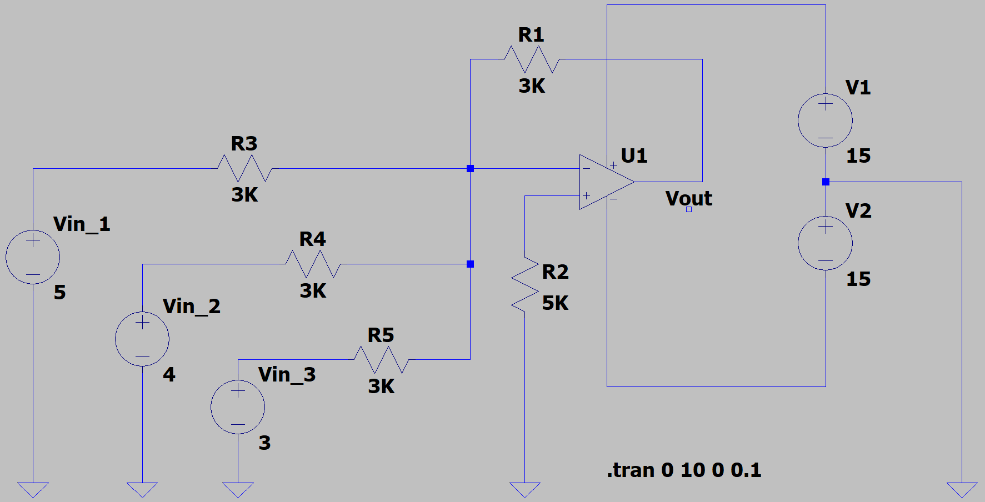 R1
3K
V1
15
R3
3K
U1
Vout
V2
15
Vin_1
5
R4
3K
R2
5K
Vin_2
4
R5
3K
Vin_3
3
.tran 0 10 0 0.1